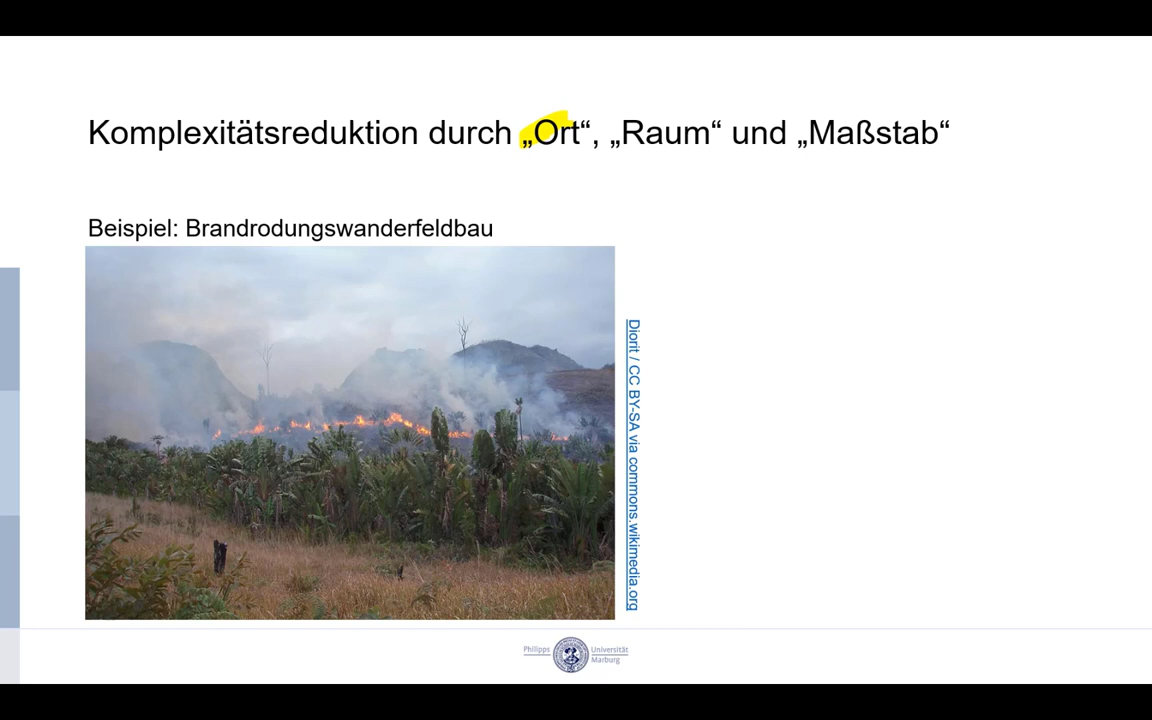 Komplexitätsreduktion durch „Ort“, „Raum“ und „Maßstab“
Beispiel: Brandrodungswanderfeldbau
Diorit / CC BY-SA via commons.wikimedia.org
Philipps
Universität
Marburg